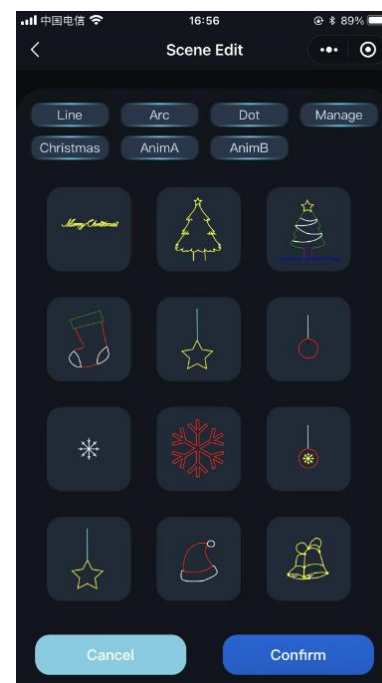 中国电信 16:56 89%
Scene Edit
Line Arc Dot Manage
Christmas AnimA AnimB
Merry Christmas
Cancel Confirm